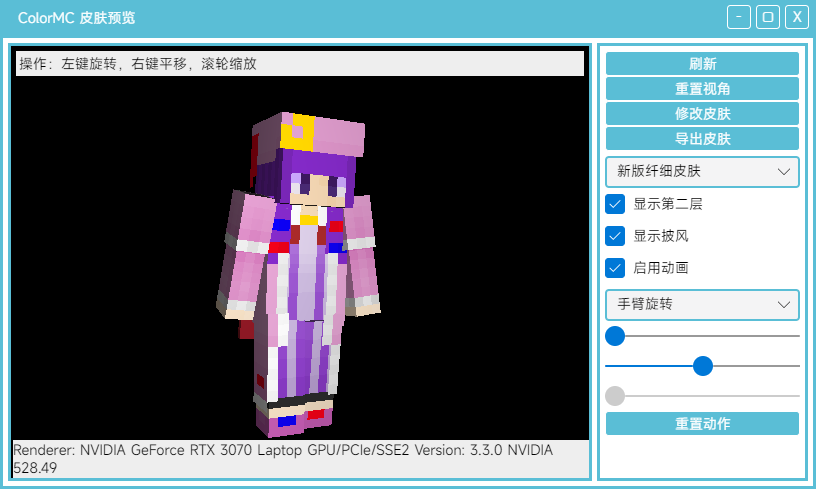 ColorMC 皮肤预览
- X
操作：左键旋转，右键平移，滚轮缩放
Renderer: NVIDIA GeForce RTX 3070 Laptop GPU/PCIe/SSE2 Version: 3.3.0 NVIDIA
528.49
刷新
重置视角
修改皮肤
导出皮肤
新版纤细皮肤
显示第二层
显示披风
启用动画
手臂旋转
重置动作